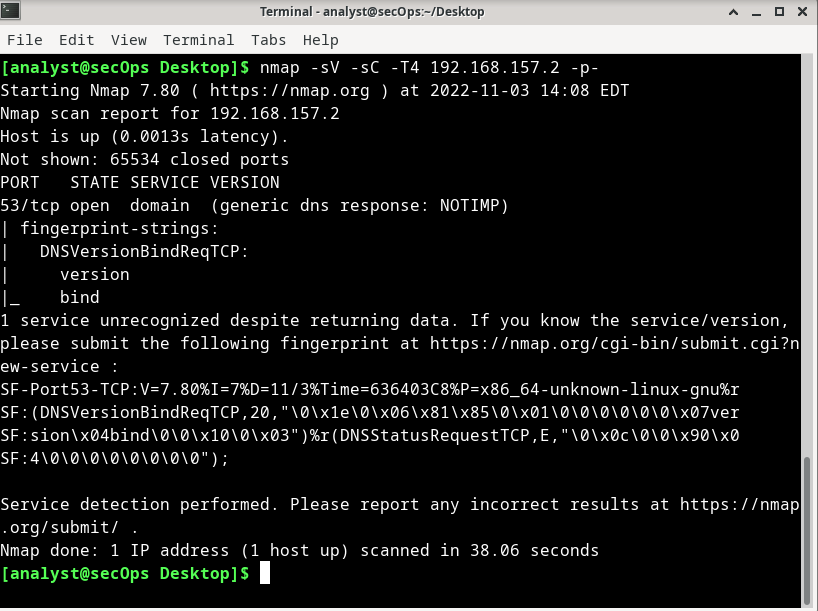 Terminal - analyst@secOps:~/Desktop
File Edit View Terminal Tabs Help
[analyst@secOps Desktop]$ nmap -sV -sC -T4 192.168.157.2 -p-
Starting Nmap 7.80 ( https://nmap.org ) at 2022-11-03 14:08 EDT
Nmap scan report for 192.168.157.2
Host is up (0.0013s latency).
Not shown: 65534 closed ports
PORT   STATE SERVICE VERSION
53/tcp open  domain  (generic dns response: NOTIMP)
| fingerprint-strings:
|   DNSVersionBindReqTCP:
|     version
|_    bind
1 service unrecognized despite returning data. If you know the service/version,
please submit the following fingerprint at https://nmap.org/cgi-bin/submit.cgi?n
ew-service :
SF-Port53-TCP:V=7.80%I=7%D=11/3%Time=636403C8%P=x86_64-unknown-linux-gnu%r
SF:(DNSVersionBindReqTCP,20,"\0\x1e\0\x06\x81\x85\0\x01\0\0\0\0\0\0\x07ver
SF:sion\x04bind\0\0\x10\0\x03")%r(DNSStatusRequestTCP,E,"\0\x0c\0\0\x90\x0
SF:4\0\0\0\0\0\0\0\0");
Service detection performed. Please report any incorrect results at https://nmap
.org/submit/ .
Nmap done: 1 IP address (1 host up) scanned in 38.06 seconds
[analyst@secOps Desktop]$